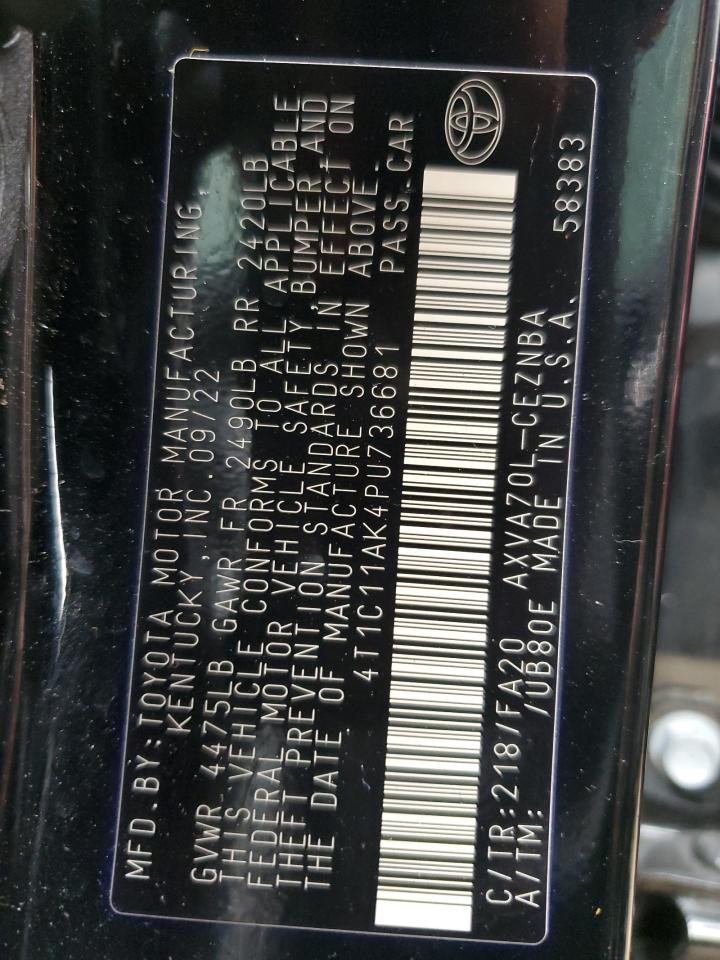 MFD.BY:TOYOTA MOTOR MANUFACTURING,
KENTUCKY,INC.09/22
GVWR 4475LB GAWR FR 2490LB RR 2420LB
THIS VEHICLE CONFORMS TO ALL APPLICABLE
FEDERAL MOTOR VEHICLE SAFETY,BUMPER AND
THEFT PREVENTION STANDARDS IN EFFECT ON
THE DATE OF MANUFACTURE SHOWN ABOVE.
4T1C11AK4PU736681 PASS.CAR
C/TR:218/FA20 AXVA70L-CEZNBA
A/TM: /UB80E MADE IN U.S.A. 58383